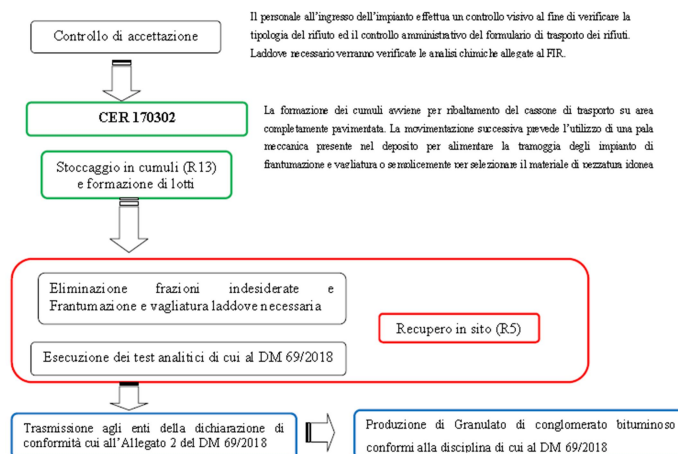 Controllo di accettazione
Il personale all'ingresso dell'impianto effettua un controllo visivo al fine di verificare la
tipologia del rifiuto ed il controllo amministrativo del formulario di trasporto dei rifiuti.
Laddove necessario verranno verificate le analisi chimiche allegate al FIR.
CER 170302
La formazione dei cumuli avviene per ribaltamento del cassone di trasporto su area
completamente pavimentata. La movimentazione successiva prevede l'utilizzo di una pala
meccanica presente nel deposito per alimentare la tramoggia degli impianto di
frantumazione e vagliatura o semplicemente per selezionare il materiale di pezzatura idonea
Stoccaggio in cumuli (R13)
e formazione di lotti
Eliminazione frazioni indesiderate e
Frantumazione e vagliatura laddove necessaria
Recupero in sito (R5)
Esecuzione dei test analitici di cui al DM 69/2018
Trasmissione agli enti della dichiarazione di
conformità cui all'Allegato 2 del DM 69/2018
Produzione di Granulato di conglomerato bituminoso
conformi alla disciplina di cui al DM 69/2018